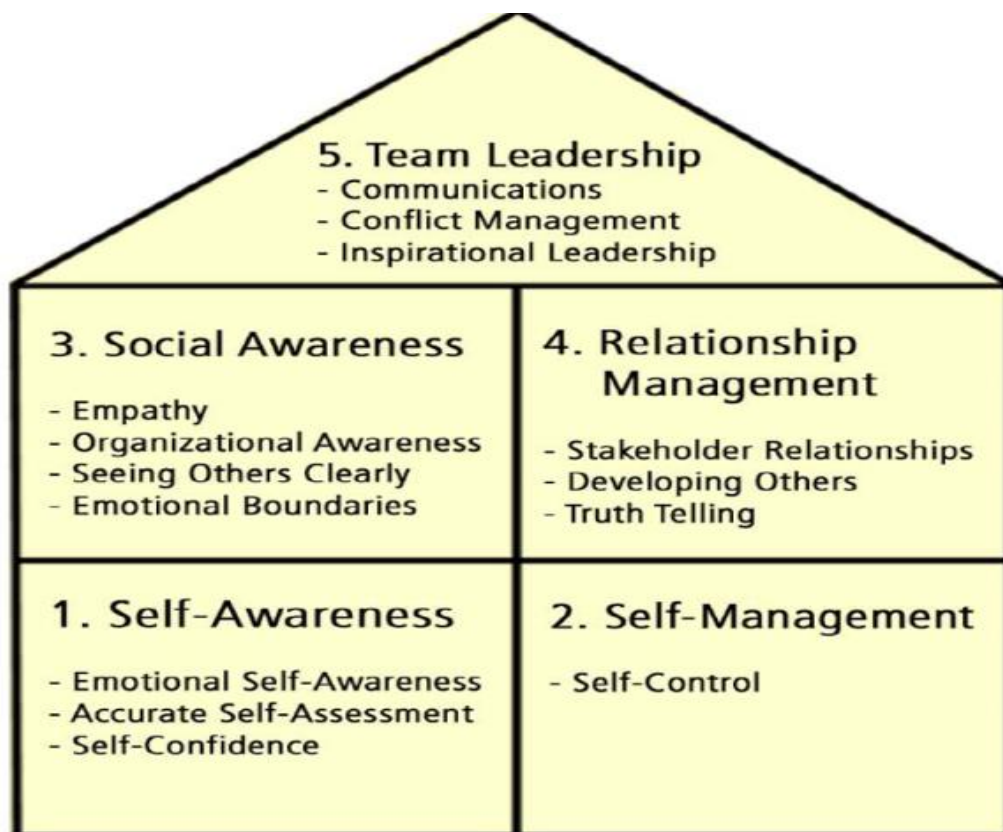 5. Team Leadership
- Communications
- Conflict Management
- Inspirational Leadership
3. Social Awareness
- Empathy
- Organizational Awareness
- Seeing Others Clearly
- Emotional Boundaries
4. Relationship
Management
- Stakeholder Relationships
- Developing Others
- Truth Telling
1. Self-Awareness
- Emotional Self-Awareness
- Accurate Self-Assessment
- Self-Confidence
2. Self-Management
- Self-Control